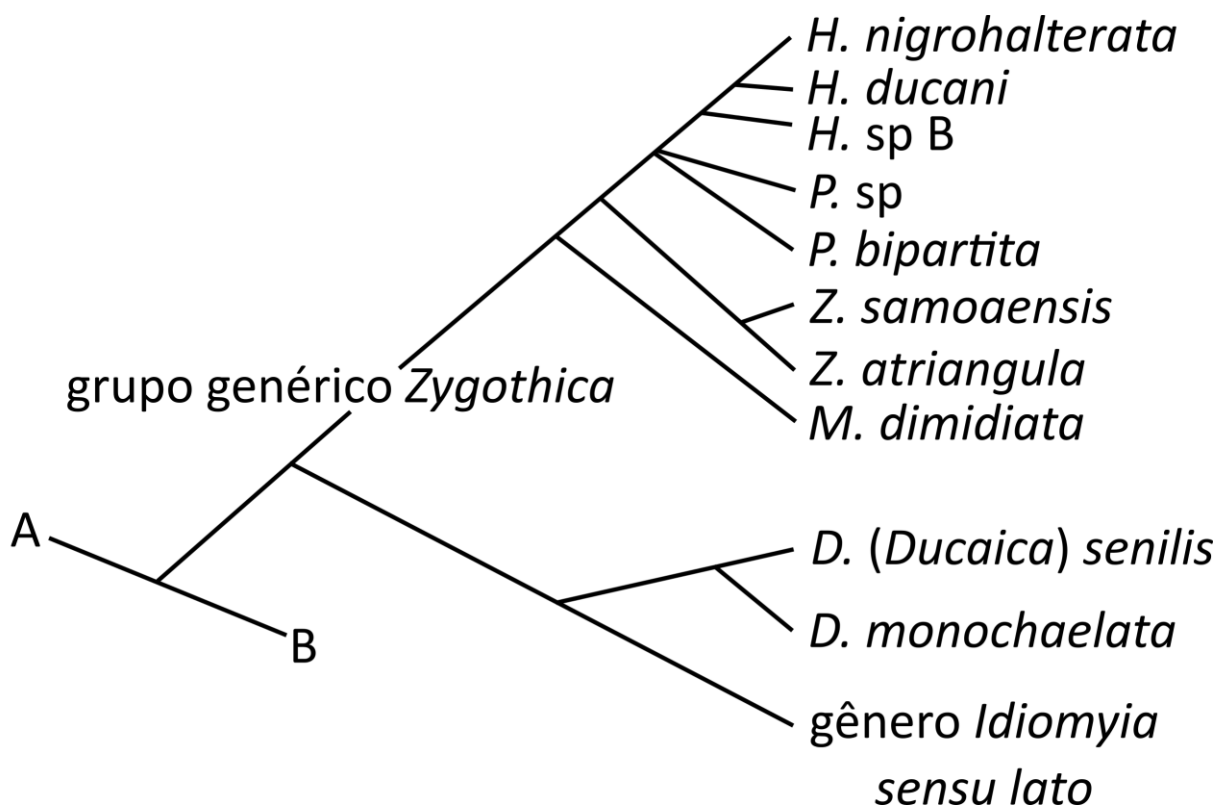 H. nigrohalterata
H. ducani
H. sp B
P. sp
P. bipartita
Z. samoaensis
Z. atriangula
grupo genérico Zygothica
M. dimidiata
A
D. (Ducaica) senilis
B
D. monochaelata
gênero Idiomyia
sensu lato